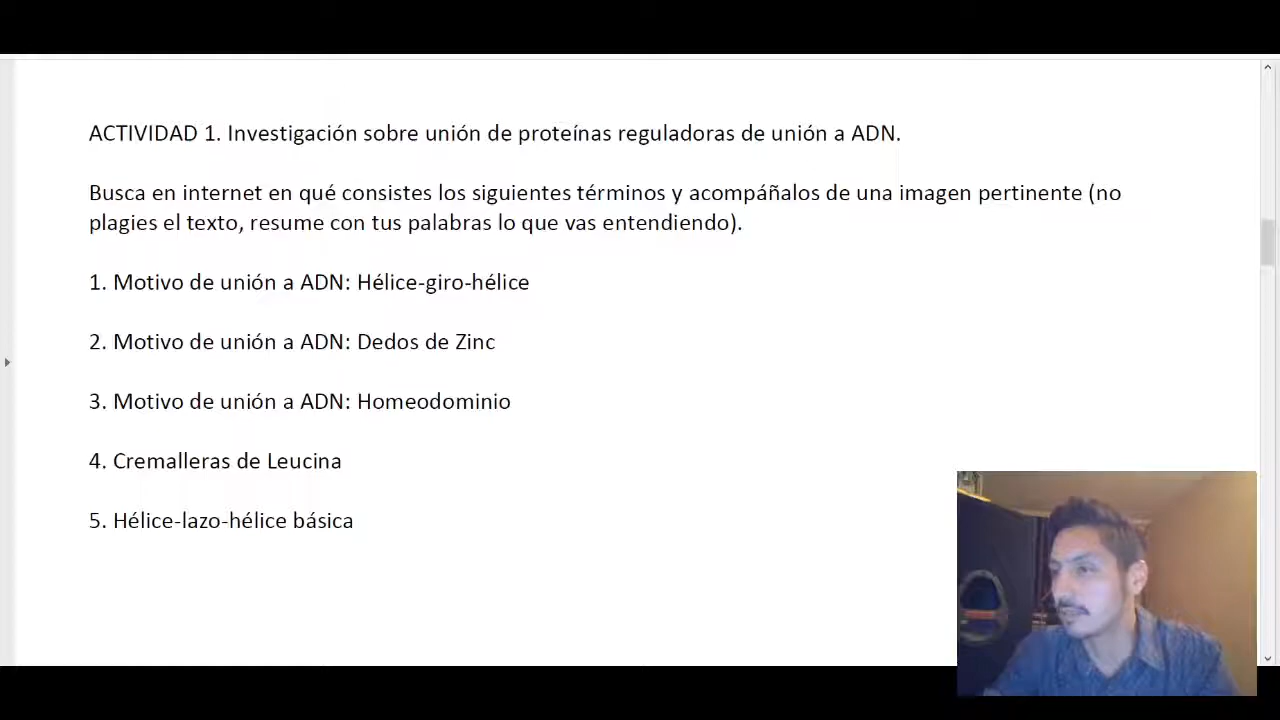 ACTIVIDAD 1. Investigación sobre unión de proteínas reguladoras de unión a ADN.
Busca en internet en qué consistes los siguientes términos y acompáñalos de una imagen pertinente (no
plagies el texto, resume con tus palabras lo que vas entendiendo).
1. Motivo de unión a ADN: Hélice-giro-hélice
2. Motivo de unión a ADN: Dedos de Zinc
3. Motivo de unión a ADN: Homeodominio
4. Cremalleras de Leucina
5. Hélice-lazo-hélice básica